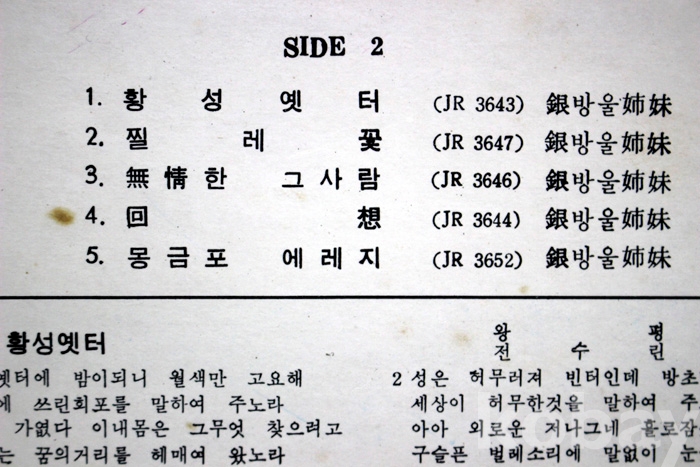 SIDE 2
1. 황성옛터 (JR 3643) 銀방울姉妹
2. 찔레꽃 (JR 3647) 銀방울姉妹
3. 無情한 그사람 (JR 3646) 銀방울姉妹
4. 回想 (JR 3644) 銀방울姉妹
5. 몽금포 에레지 (JR 3652) 銀방울姉妹
황성옛터
왕 평
전 수 린
옛터에 밤이되니 월색만 고요해
에 쓰린회포를 말하여 주노라
가엾다 이내몸은 그무엇 찾으려고
는 꿈의거리를 헤매여 왔노라
2 성은 허무러져 빈터인데 방초
세상이 허무한것을 말하여 주
아아 외로운 저나그네 홀로잠
구슬픈 벌레소리에 말없이 눈
kobay